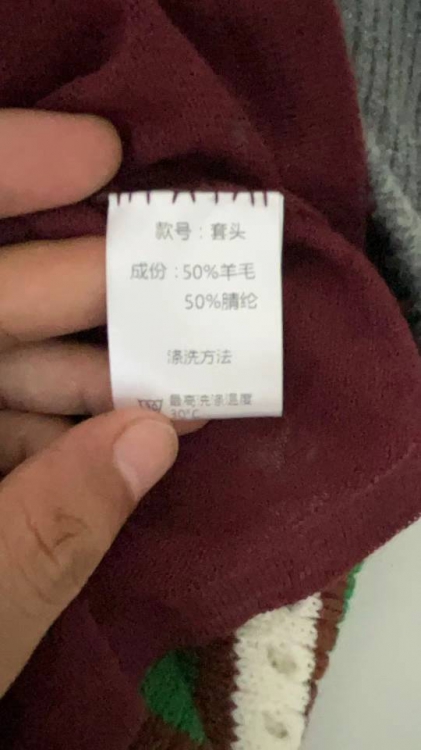 款号：套头
成份：50%羊毛
50%腈纶
涤洗方法
最高洗涤温度
30°C